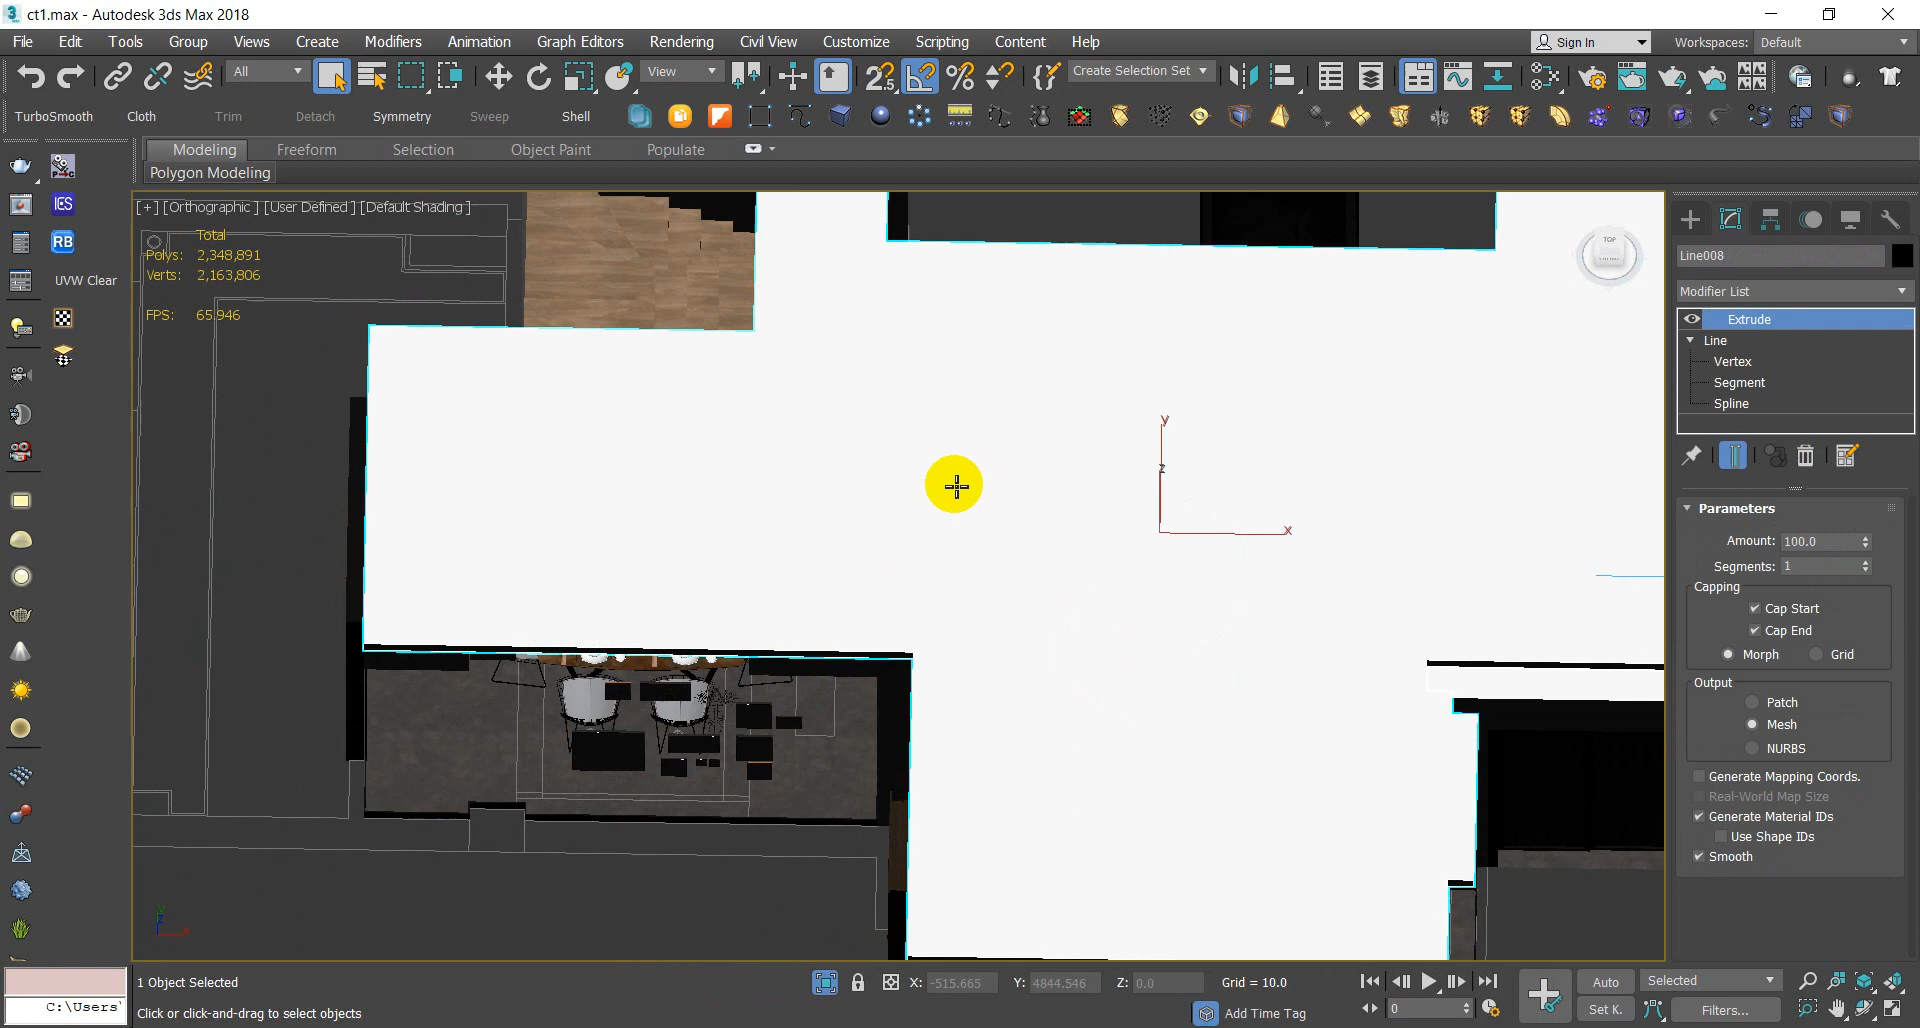 ct1.max - Autodesk 3ds Max 2018
File Edit Tools Group Views Create Modifiers Animation Graph Editors Rendering Civil View Customize Scripting Content Help Sign In Workspaces: Default
All View Create Selection Set
TurboSmooth Cloth Trim Detach Symmetry Sweep Shell
Modeling Freeform Selection Object Paint Populate
Polygon Modeling
[+] [Orthographic] [User Defined] [Default Shading]
Total
Polys: 2,348,891
Verts: 2,163,806
FPS: 65.946
ICS
RB
UVW Clear
TOP
y
z
x
Line008
Modifier List
Extrude
Line
Vertex
Segment
Spline
Parameters
Amount: 100.0
Segments: 1
Capping
Cap Start
Cap End
Morph Grid
Output
Patch
Mesh
NURBS
Generate Mapping Coords.
Real-World Map Size
Generate Material IDs
Use Shape IDs
Smooth
1 Object Selected X: -515.665 Y: 4844.546 Z: 0.0 Grid = 10.0 Auto Selected
C:\Users' Click or click-and-drag to select objects Add Time Tag 0 Set K. Filters...